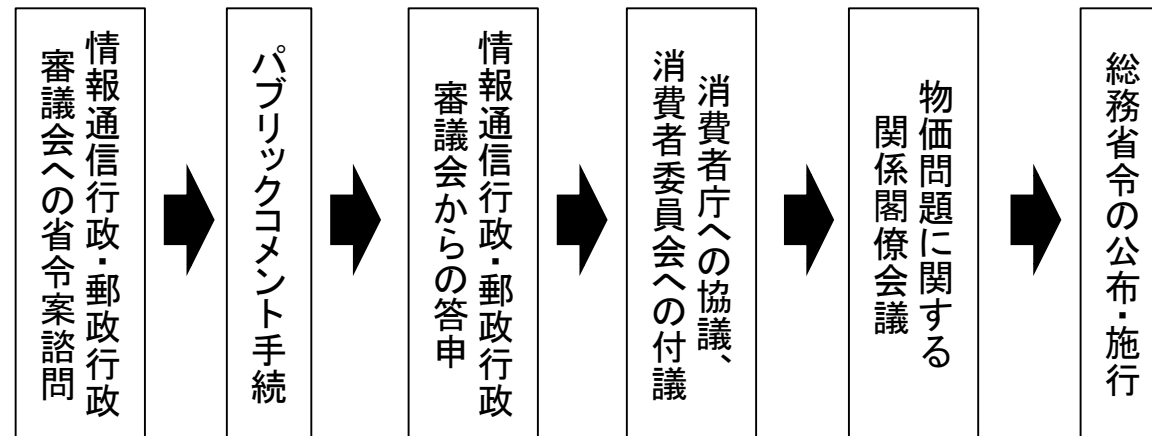 情報通信行政・郵政行政
審議会への省令案諮問
パブリックコメント手続
情報通信行政・郵政行政
審議会からの答申
消費者庁への協議、
消費者委員会への付議
物価問題に関する
関係閣僚会議
総務省令の公布・施行